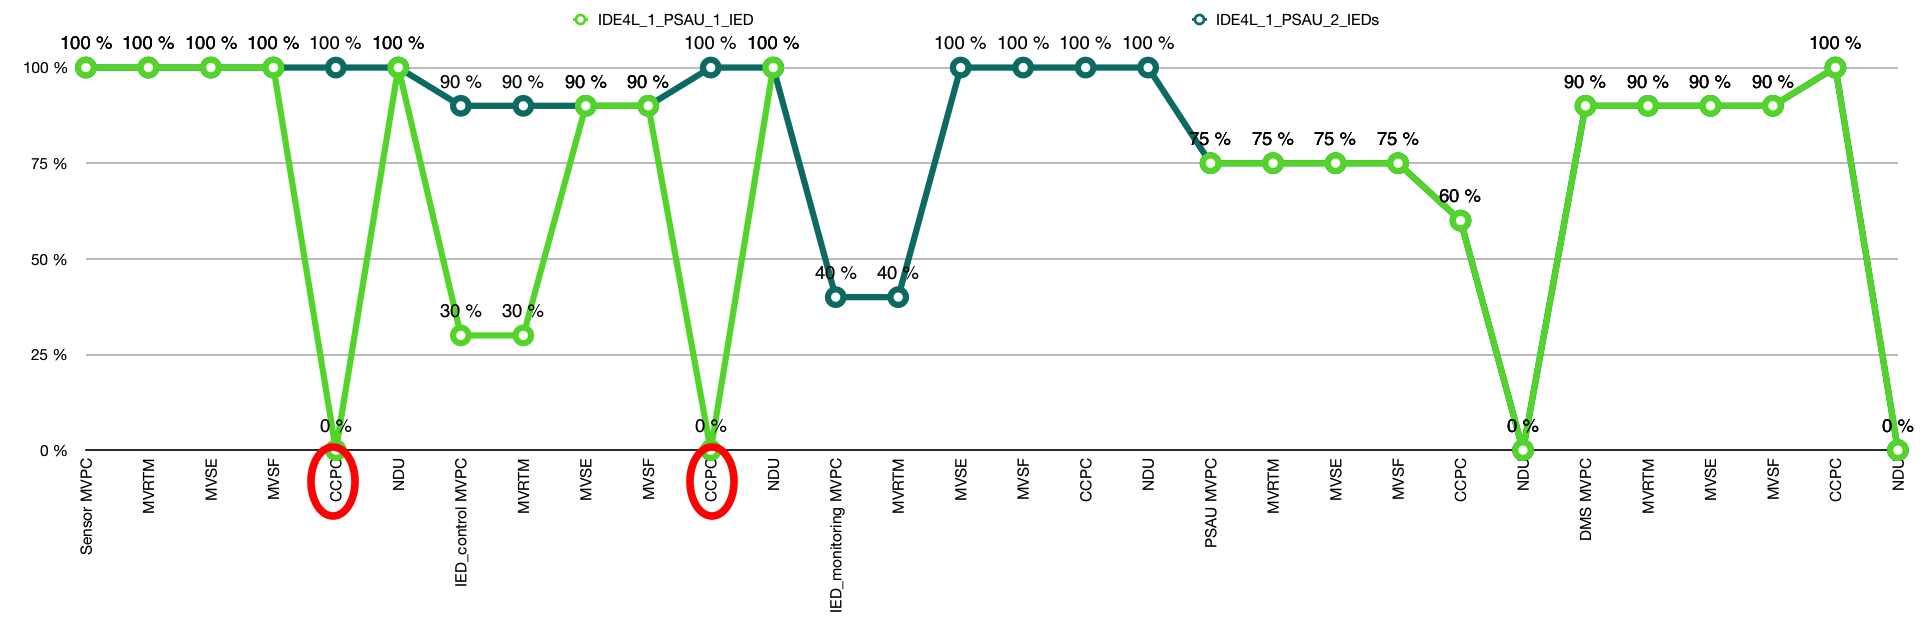 IDE4L_1_PSAU_1_IED IDE4L_1_PSAU_2_IEDs
100 % 100 % 100 % 100 % 100 % 100 % 100 % 100 % 100 % 100 % 100 % 100 % 100 %
100 %
90 % 90 % 90 % 90 % 90 % 90 % 90 % 90 %
75 % 75 % 75 % 75 %
75 %
60 %
50 %
40 % 40 %
30 % 30 %
25 %
0 % 0 % 0 % 0 %
0 %
Sensor MVPC
MVRTM
MVSE
MVSF
CCPC
NDU
IED_control MVPC
MVRTM
MVSE
MVSF
CCPC
NDU
IED_monitoring MVPC
MVRTM
MVSE
MVSF
CCPC
NDU
PSAU MVPC
MVRTM
MVSE
MVSF
CCPC
NDU
DMS MVPC
MVRTM
MVSE
MVSF
CCPC
NDU